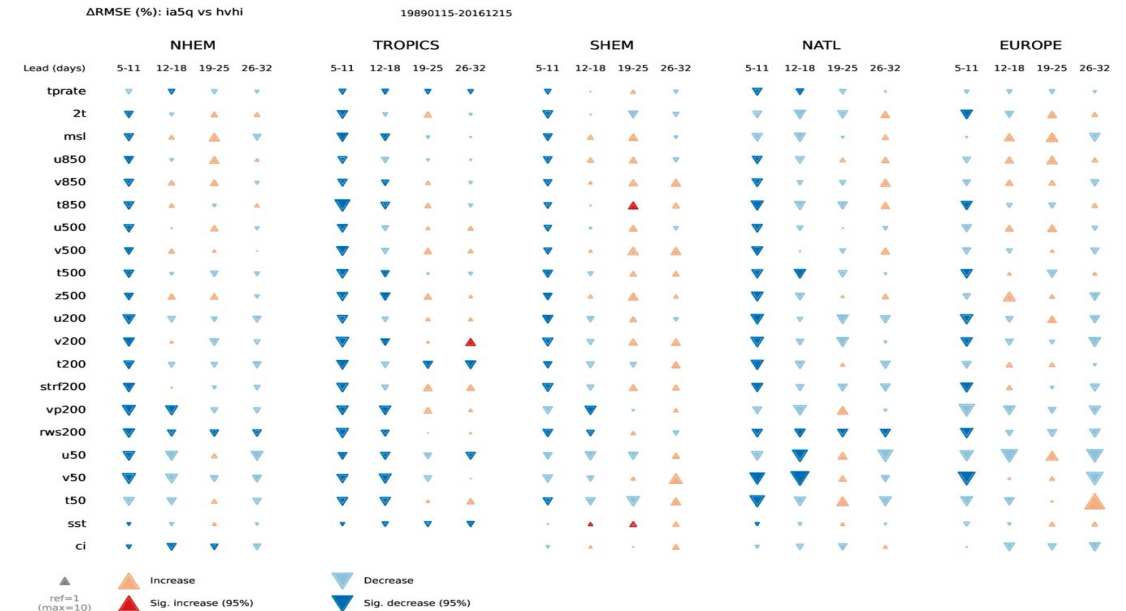 ΔRMSE (%): ia5q vs hvhi 19890115-20161215
NHEM TROPICS SHEM NATL EUROPE
Lead (days) 5-11 12-18 19-25 26-32 5-11 12-18 19-25 26-32 5-11 12-18 19-25 26-32 5-11 12-18 19-25 26-32 5-11 12-18 19-25 26-32
tprate
2t
msl
u850
v850
t850
u500
v500
t500
z500
u200
v200
t200
strf200
vp200
rws200
u50
v50
t50
sst
ci
Increase Decrease
ref=1
(max=10)
Sig. increase (95%) Sig. decrease (95%)